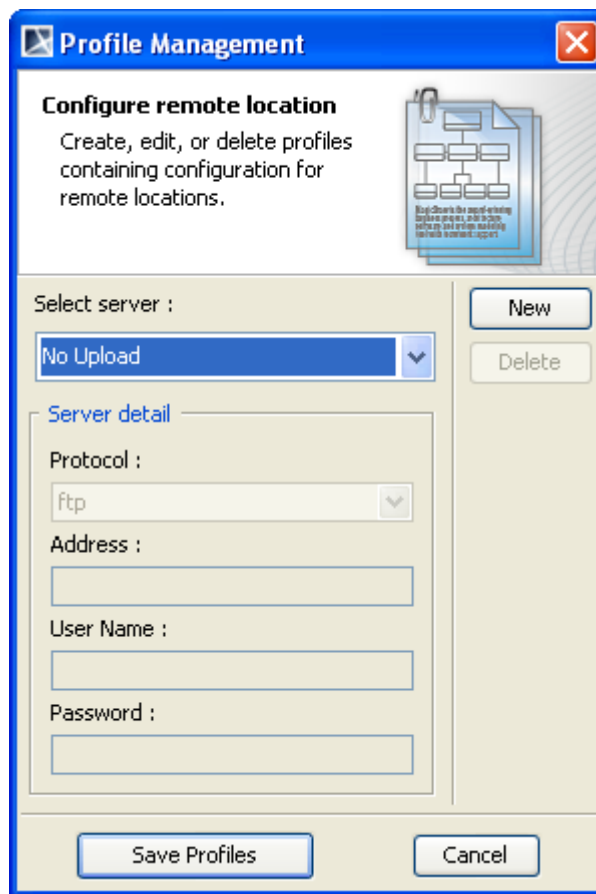 Profile Management
Configure remote location
Create, edit, or delete profiles
containing configuration for
remote locations.
Select server :
No Upload
New
Delete
Server detail
Protocol :
ftp
Address :
User Name :
Password :
Save Profiles
Cancel